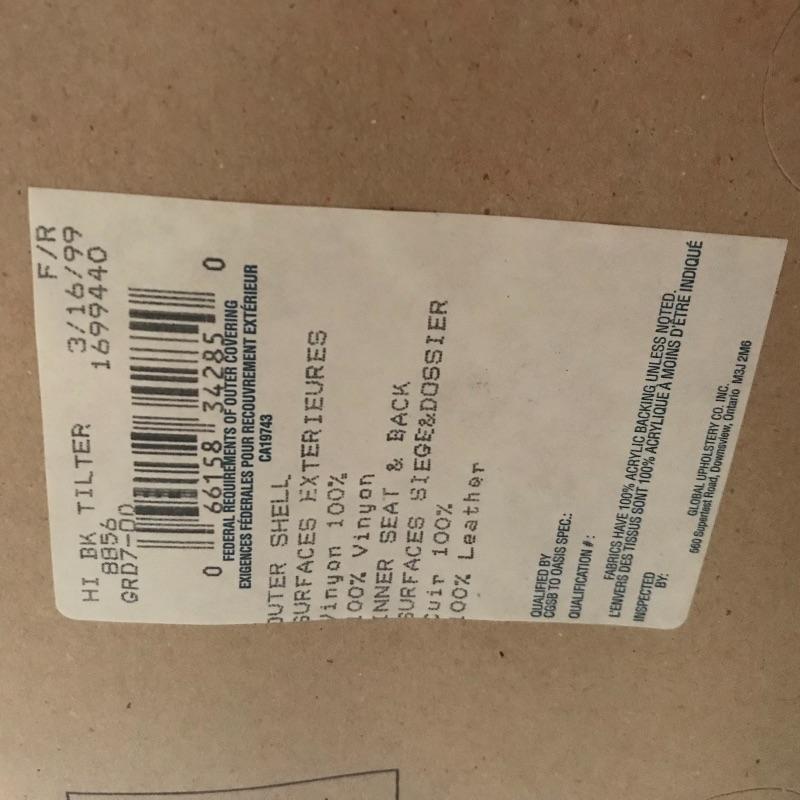 HI BK TILTER F/R
8856 3/16/99
GRD7-DD 1699440
0 66158 34285 0
FEDERAL REQUIREMENTS OF OUTER COVERING
EXIGENCES FÉDERALES POUR RECOUVREMENT EXTÉRIEUR
CA19743
OUTER SHELL
SURFACES EXTERIEURES
Vinyon 100%
100% Vinyon
INNER SEAT & BACK
SURFACES SIEGE&DOSSIER
Cuir 100%
100% Leather
QUALIFIED BY
CGSB TO OASIS SPEC.:
QUALIFICATION #:
FABRICS HAVE 100% ACRYLIC BACKING UNLESS NOTED.
L'ENVERS DES TISSUS SONT 100% ACRYLIQUE À MOINS D'ÊTRE INDIQUÉ
INSPECTED
BY:
GLOBAL UPHOLSTERY CO. INC.
660 Supertest Road, Downsview, Ontario M3J 2M6